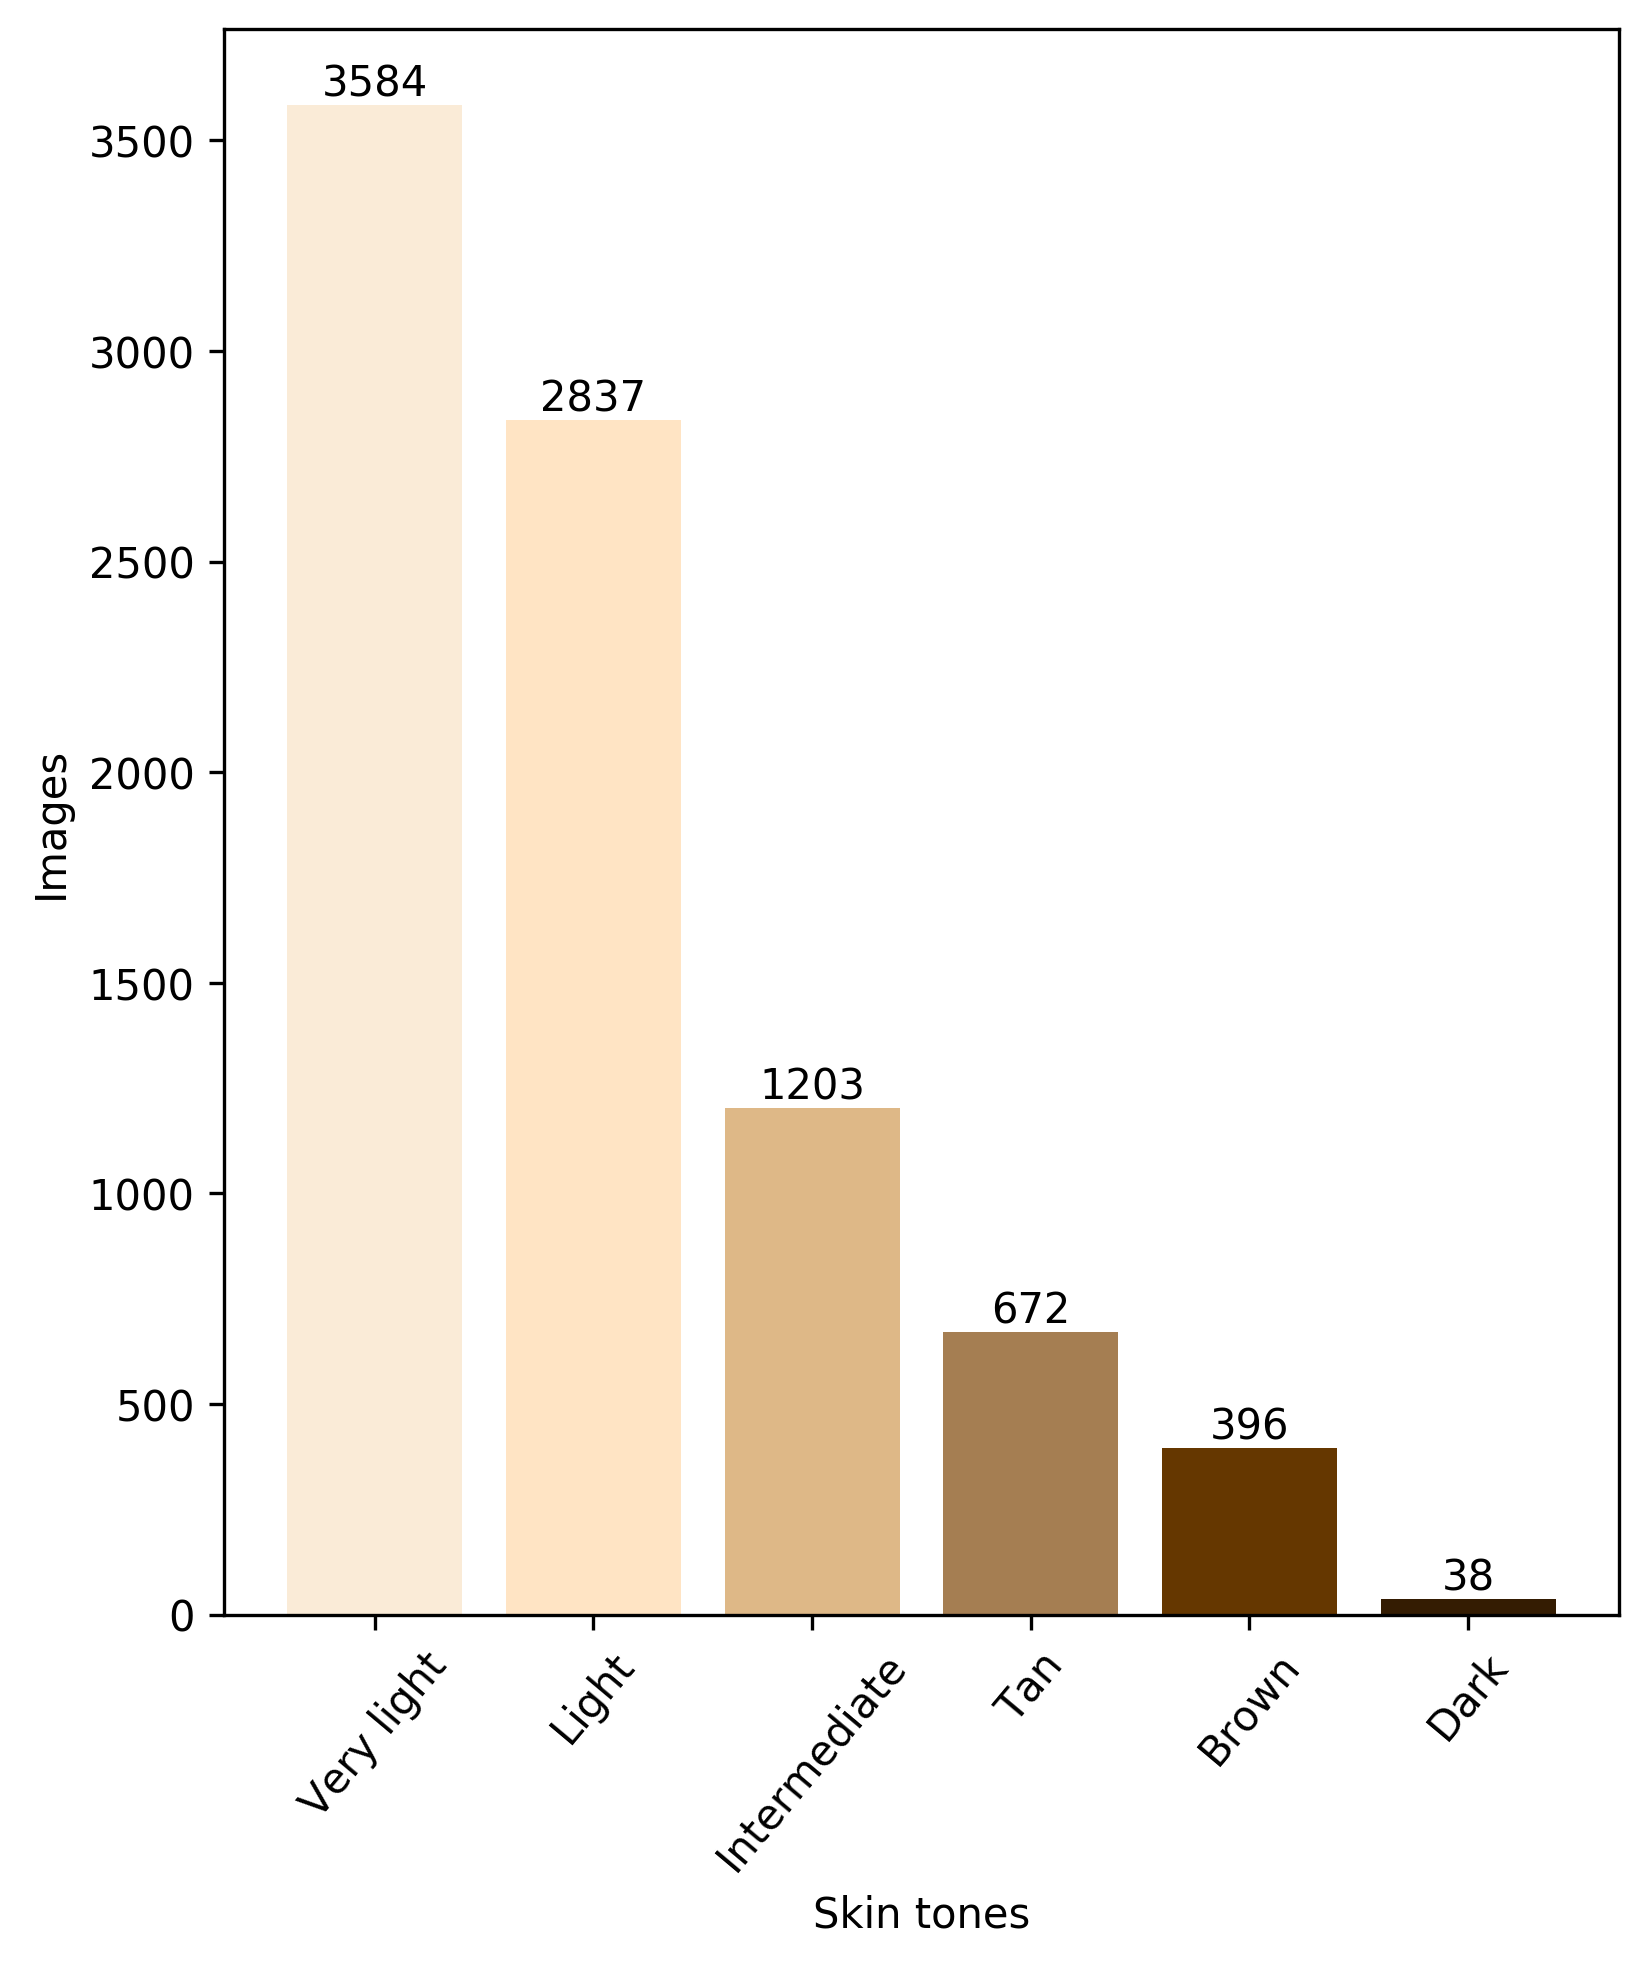 3584
3500
3000
2837
2500
2000
Images
1500
1203
1000
672
500
396
38
0
Very light
Light
Intermediate
Tan
Brown
Dark
Skin tones